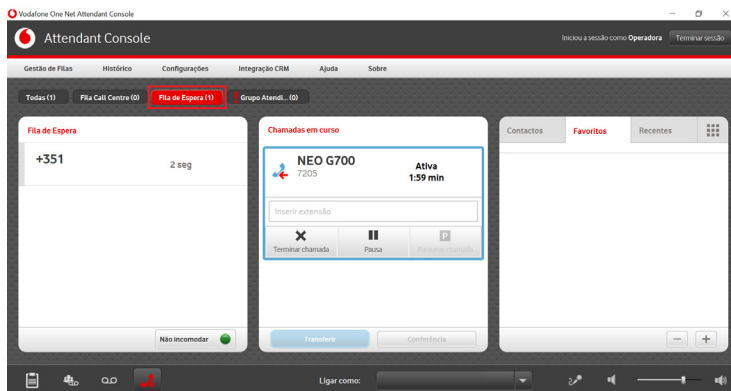 Vodafone One Net Attendant Console
Attendant Console
Iniciou a sessão como Operadora Terminar sessão
Gestão de Filas Histórico Configurações Integração CRM Ajuda Sobre
Todas (1) Fila Call Centre (0) Fila de Espera (1) Grupo Atendi... (0)
Fila de Espera
+351 2 seg
Não incomodar
Chamadas em curso
NEO G700 Ativa
7205 1:59 min
Inserir extensão
Terminar chamada Pausa
Transferir Conferência
Contactos Favoritos Recentes
Ligar como: